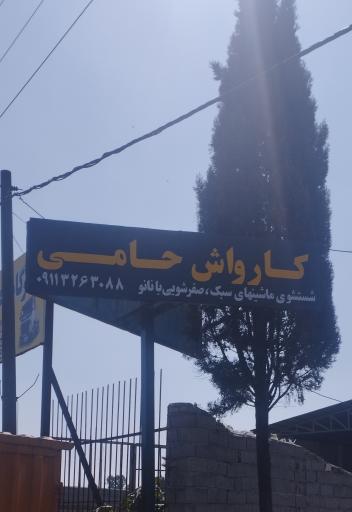 کارواش حامی
شستشوی ماشینهای سبک، صفرشویی با نانو ۰۹۱۱۳۲۶۳۰۸۸